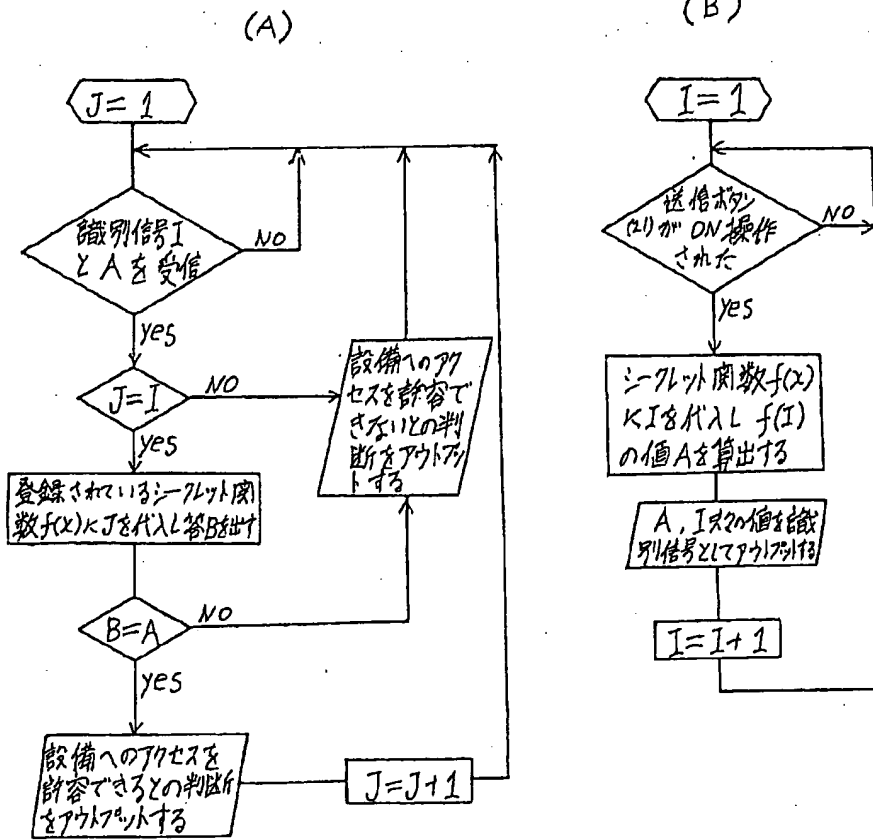 (A)
J=1
識別信号I
とAを受信
NO
yes
J=I
NO
yes
設備へのアク
セスを許容で
きないとの判
断をアウトプッ
トする
登録されているシークレット関
数f(x)にJを代入し答Bを出す
B=A
NO
yes
設備へのアクセスを
許容できるとの判断
をアウトプットする
J=J+1
(B)
I=1
送信ボタン
(21)がON操作
された
NO
yes
シークレット関数f(x)
にIを代入し f(I)
の値Aを算出する
A,I夫々の値を識
別信号としてアウトプットする
I=I+1